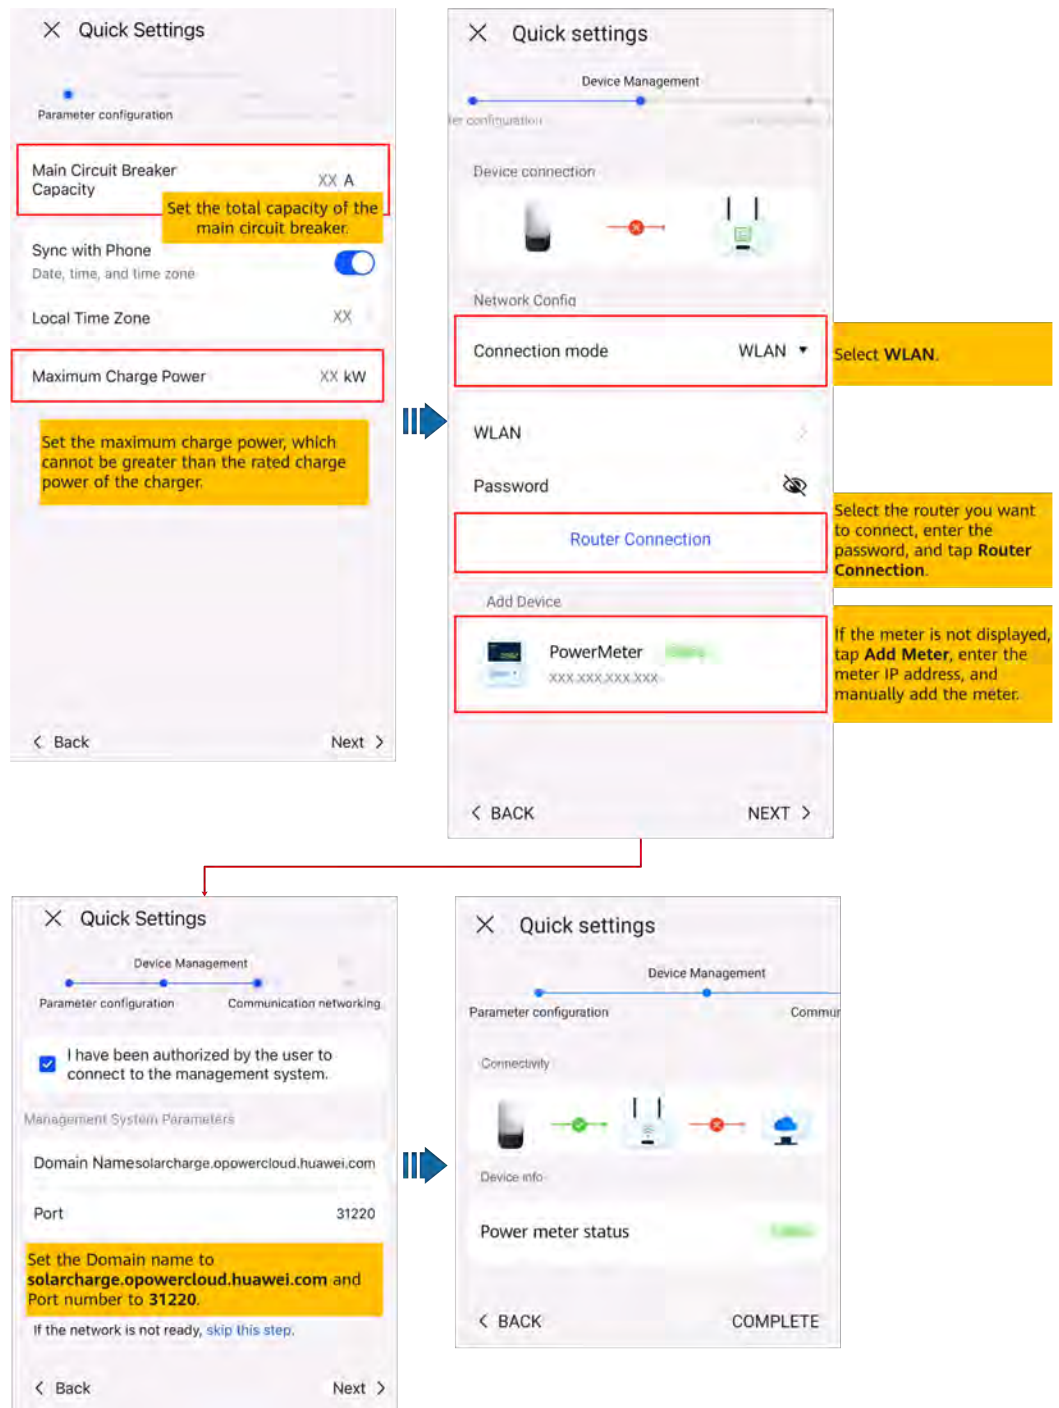 Quick Settings
Parameter configuration
Main Circuit Breaker
Capacity
XX A
Set the total capacity of the
main circuit breaker.
Sync with Phone
Date, time, and time zone
Local Time Zone
XX
Maximum Charge Power
XX kW
Set the maximum charge power, which
cannot be greater than the rated charge
power of the charger.
Back
Next
Quick settings
Device Management
er configuration
Device connection
Network Config
Connection mode
WLAN
Select WLAN.
WLAN
Password
Select the router you want
to connect, enter the
password, and tap Router
Connection.
Router Connection
Add Device
PowerMeter
XXX.XXX.XXX.XXX
If the meter is not displayed,
tap Add Meter, enter the
meter IP address, and
manually add the meter.
BACK
NEXT
Quick Settings
Device Management
Parameter configuration
Communication networking
I have been authorized by the user to
connect to the management system.
Management System Parameters
Domain Name solarcharge.opowercloud.huawei.com
Port
31220
Set the Domain name to
solarcharge.opowercloud.huawei.com and
Port number to 31220.
If the network is not ready, skip this step.
Back
Next
Quick settings
Device Management
Parameter configuration
Commun
Connectivity
Device info
Power meter status
BACK
COMPLETE